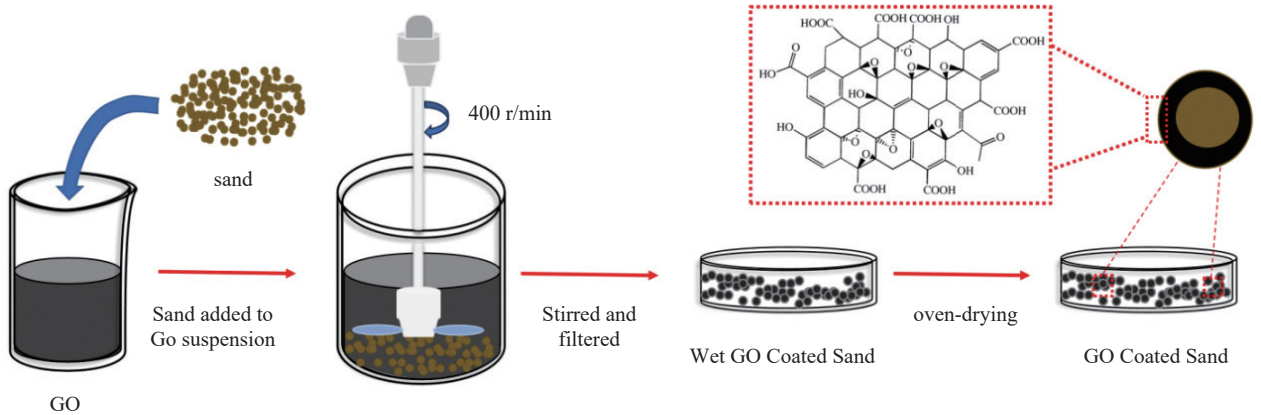 sand
GO
Sand added to
Go suspension
400 r/min
Stirred and
filtered
Wet GO Coated Sand
oven-drying
GO Coated Sand
HOOC
COOH
COOH
OH
COOH
O
HO
O
O
O
O
HO
COOH
HO
O
O
O
O
O
O
OH
COOH
COOH